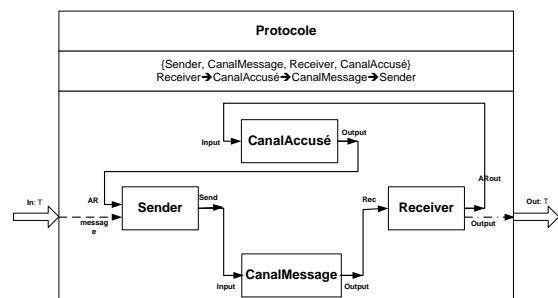 Protocole
{Sender, CanalMessage, Receiver, CanalAccusé}
Receiver➔CanalAccusé➔CanalMessage➔Sender
Input
CanalAccusé
Output
In: T
AR
messag
e
Sender
Send
Rec
Receiver
ARout
Output
Out: T
Input
CanalMessage
Output